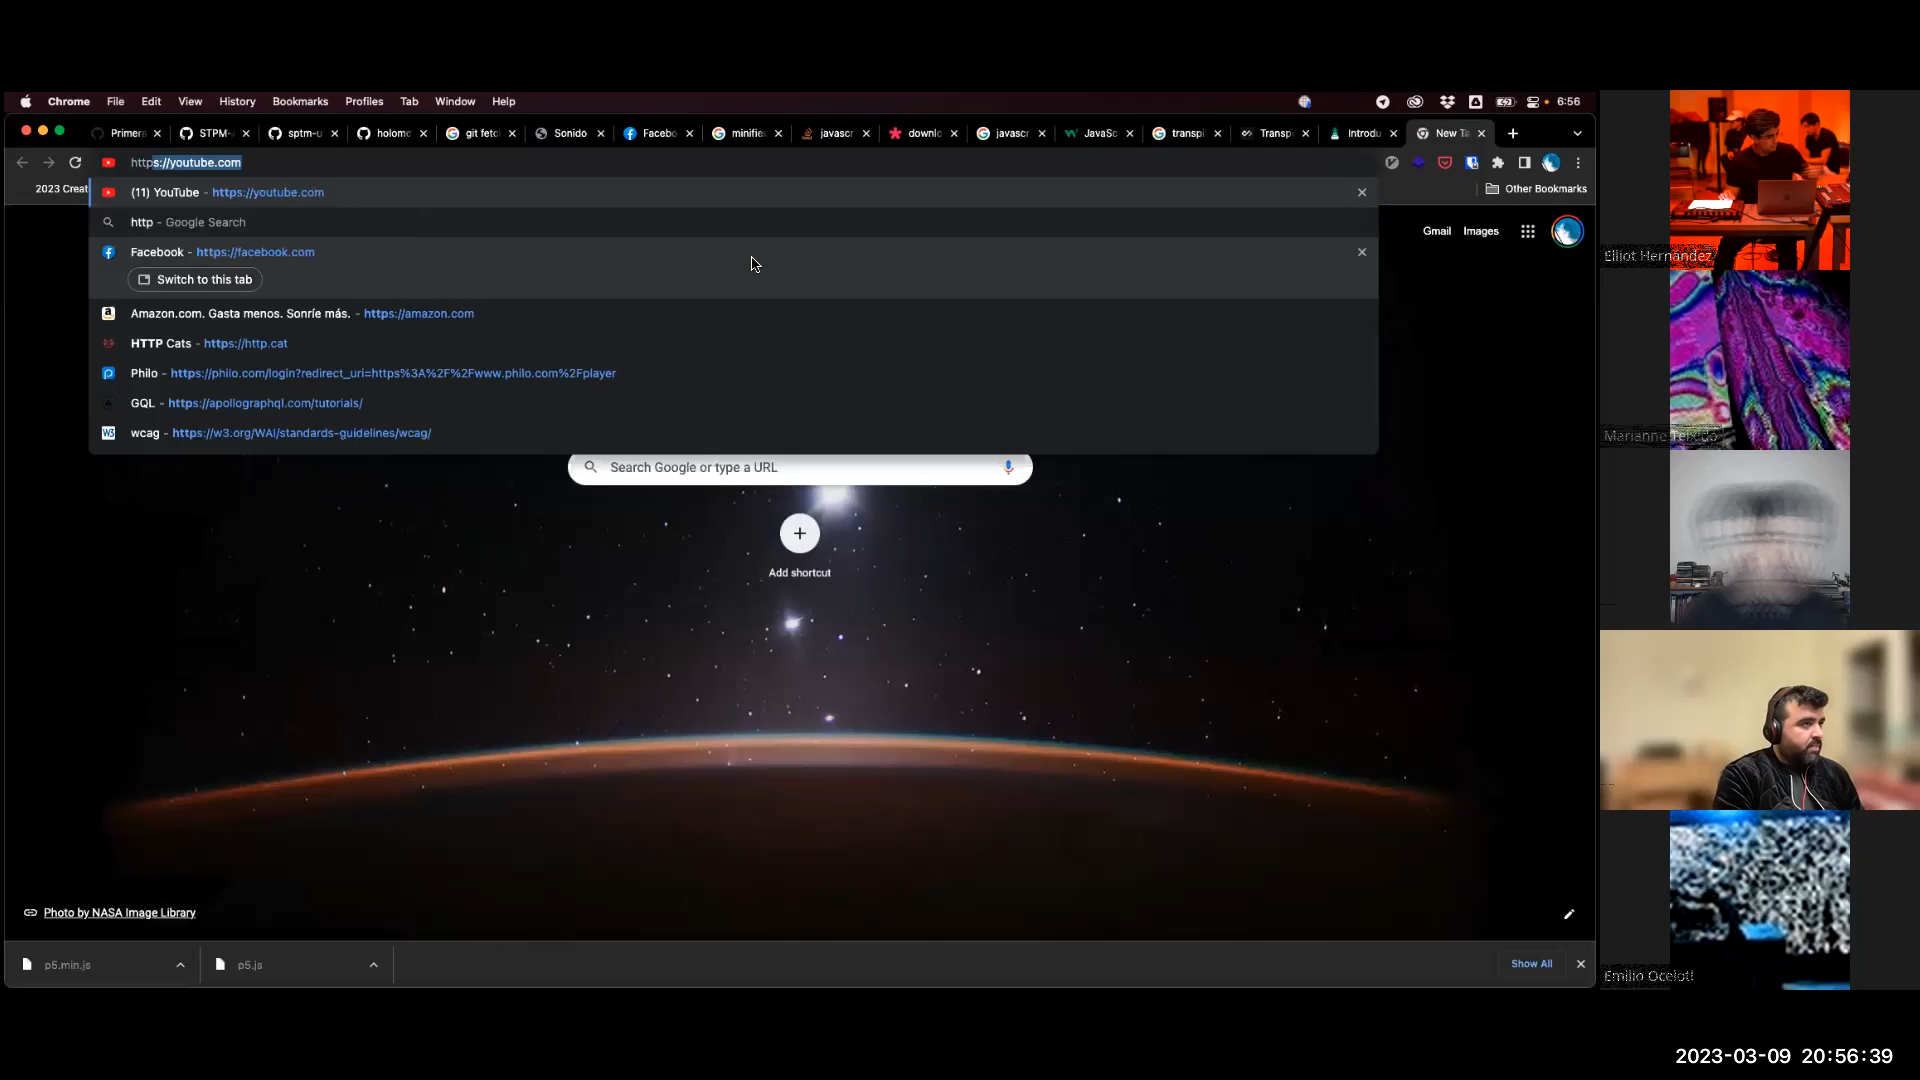 Chrome File Edit View History Bookmarks Profiles Tab Window Help 6:56
Primera STPM- sptm-u holomo git fetch Sonido Facebo minified javascr downlo javascr JavaSc transpi Transp Introdu New Ta
https://youtube.com
2023 Creat Other Bookmarks
(11) YouTube - https://youtube.com
http - Google Search
Facebook - https://facebook.com
Switch to this tab
Amazon.com. Gasta menos. Sonríe más. - https://amazon.com
HTTP Cats - https://http.cat
Philo - https://philo.com/login?redirect_uri=https%3A%2F%2Fwww.philo.com%2Fplayer
GQL - https://apollographql.com/tutorials/
wcag - https://w3.org/WAI/standards-guidelines/wcag/
Gmail Images
Search Google or type a URL
Add shortcut
Photo by NASA Image Library
p5.min.js p5.js Show All
Elliot Hernández
Marianne Teixido
Emilio Ocelotl
2023-03-09 20:56:39